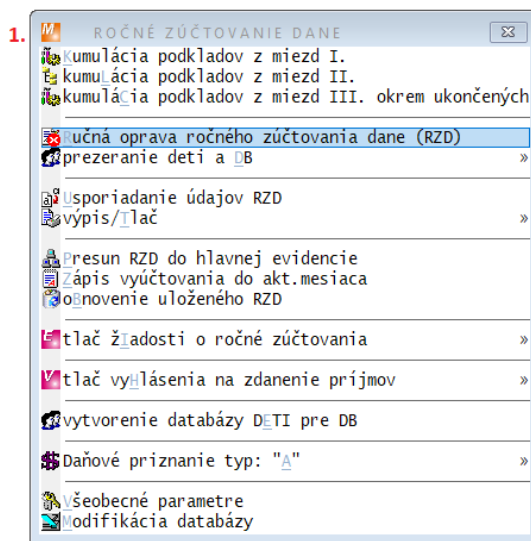 1.
ROČNÉ ZÚČTOVANIE DANE
Kumulácia podkladov z miezd I.
kumuLácia podkladov z miezd II.
kumuláCia podkladov z miezd III. okrem ukončených
Ručná oprava ročného zúčtovania dane (RZD)
prezeranie deti a DB »
Usporiadanie údajov RZD
výpis/Tlač »
Presun RZD do hlavnej evidencie
Zápis vyúčtovania do akt.mesiaca
oBnovenie uloženého RZD
tlač žIadosti o ročné zúčtovania »
tlač vyHlásenia na zdanenie príjmov »
vytvorenie databázy DETI pre DB
Daňové priznanie typ: "A" »
Všeobecné parametre
Modifikácia databázy